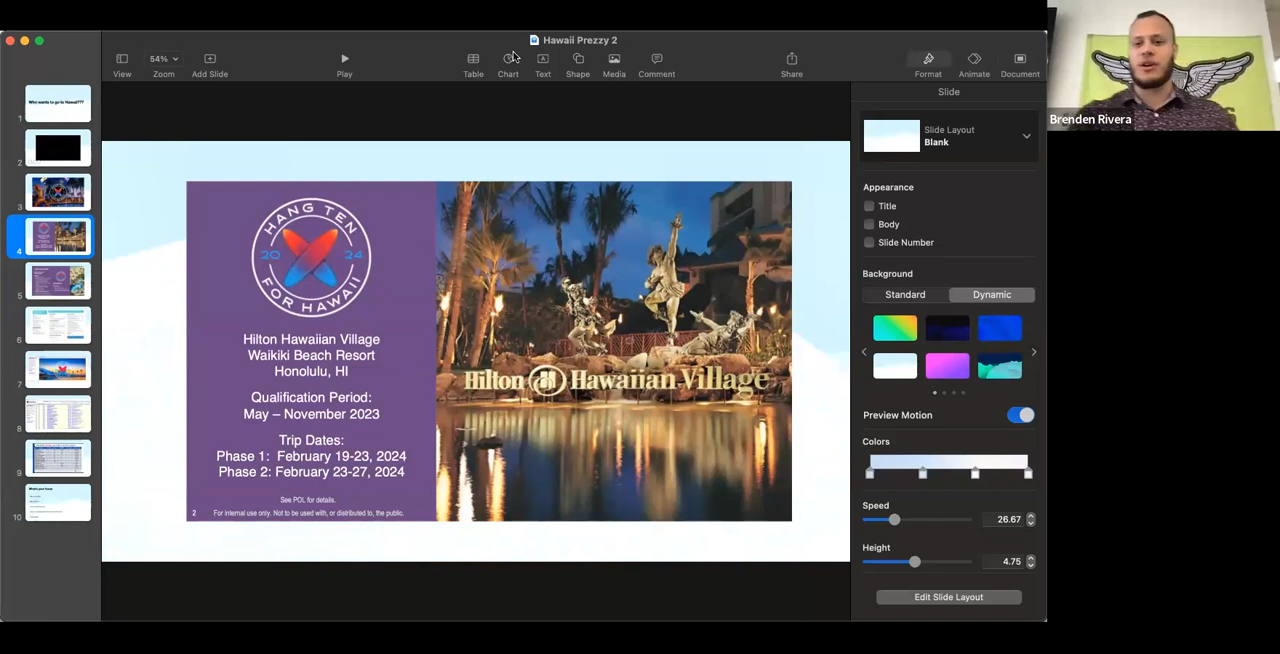 Hawaii Prezzy 2
54%
View
Zoom
Add Slide
Play
Table
Chart
Text
Shape
Media
Comment
Share
Format
Animate
Document
Brenden Rivera
1
Who wants to go to Hawaii???
2
3
4
5
6
7
8
9
10
HANG TEN
20 24
FOR HAWAII
Hilton Hawaiian Village
Waikiki Beach Resort
Honolulu, HI
Qualification Period:
May – November 2023
Trip Dates:
Phase 1: February 19-23, 2024
Phase 2: February 23-27, 2024
See POL for details.
2 For internal use only. Not to be used with, or distributed to, the public.
Hilton Hawaiian Village
Slide
Slide Layout
Blank
Appearance
Title
Body
Slide Number
Background
Standard
Dynamic
Preview Motion
Colors
Speed
26.67
Height
4.75
Edit Slide Layout